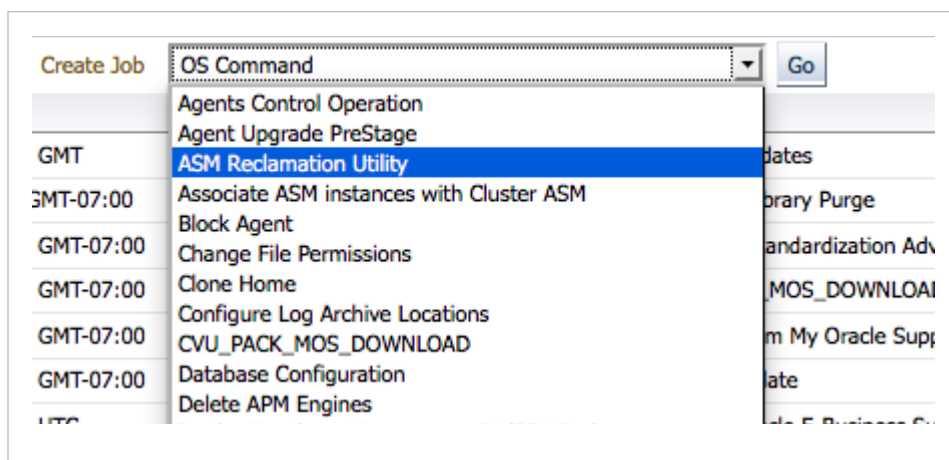 Create Job OS Command Go
Agents Control Operation
Agent Upgrade PreStage
GMT ASM Reclamation Utility dates
Associate ASM instances with Cluster ASM
GMT-07:00 brary Purge
Block Agent
GMT-07:00 Change File Permissions andardization Adv
Clone Home
GMT-07:00 _MOS_DOWNLOA
Configure Log Archive Locations
GMT-07:00 CVU_PACK_MOS_DOWNLOAD m My Oracle Supp
Database Configuration
GMT-07:00 late
Delete APM Engines